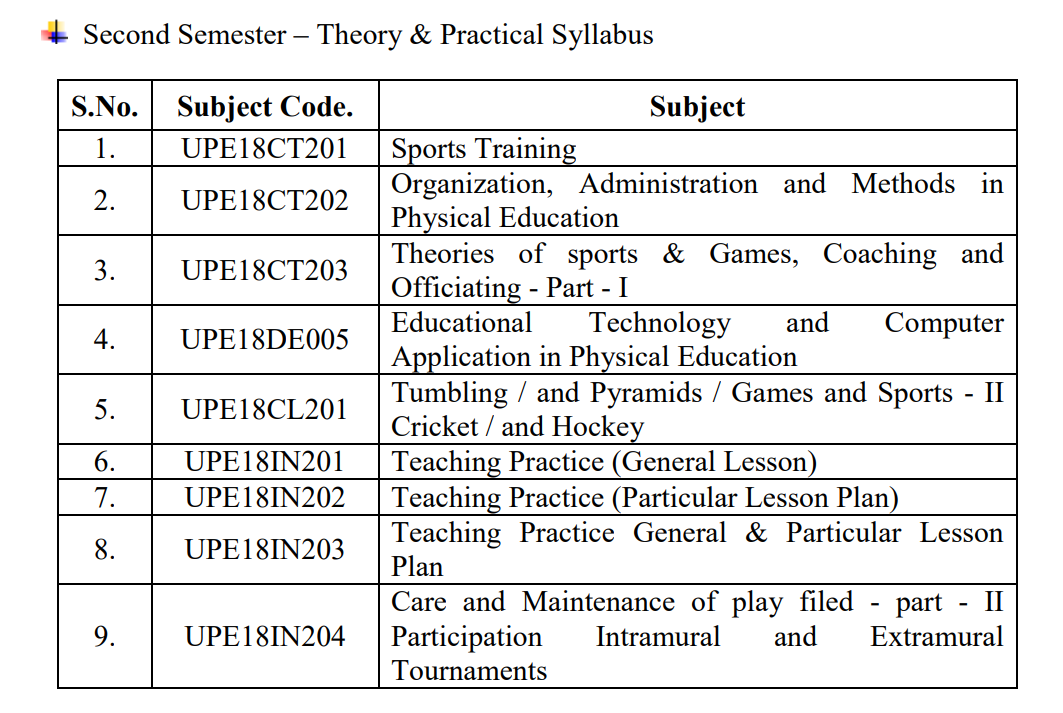 Second Semester – Theory & Practical Syllabus
S.No. Subject Code. Subject
1. UPE18CT201 Sports Training
2. UPE18CT202 Organization, Administration and Methods in
Physical Education
3. UPE18CT203 Theories of sports & Games, Coaching and
Officiating - Part - I
4. UPE18DE005 Educational Technology and Computer
Application in Physical Education
5. UPE18CL201 Tumbling / and Pyramids / Games and Sports - II
Cricket / and Hockey
6. UPE18IN201 Teaching Practice (General Lesson)
7. UPE18IN202 Teaching Practice (Particular Lesson Plan)
8. UPE18IN203 Teaching Practice General & Particular Lesson
Plan
9. UPE18IN204 Care and Maintenance of play filed - part - II
Participation Intramural and Extramural
Tournaments